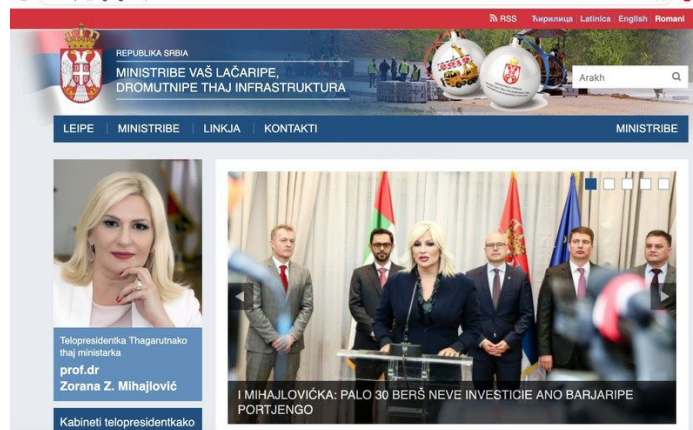 RSS Ћирилица Latinica English Romani
REPUBLIKA SRBIA
MINISTRIBE VAŠ LAČARIPE,
DROMUTNIPE THAJ INFRASTRUKTURA
Arakh
LEIPE MINISTRIBE LINKJA KONTAKTI MINISTRIBE
Telopresidentka Thagarutnako
thaj ministarka
prof.dr
Zorana Z. Mihajlović
Kabineti telopresidentkako
I MIHAJLOVIĆKA: PALO 30 BERŠ NEVE INVESTICIE ANO BARJARIPE
PORTJENGO